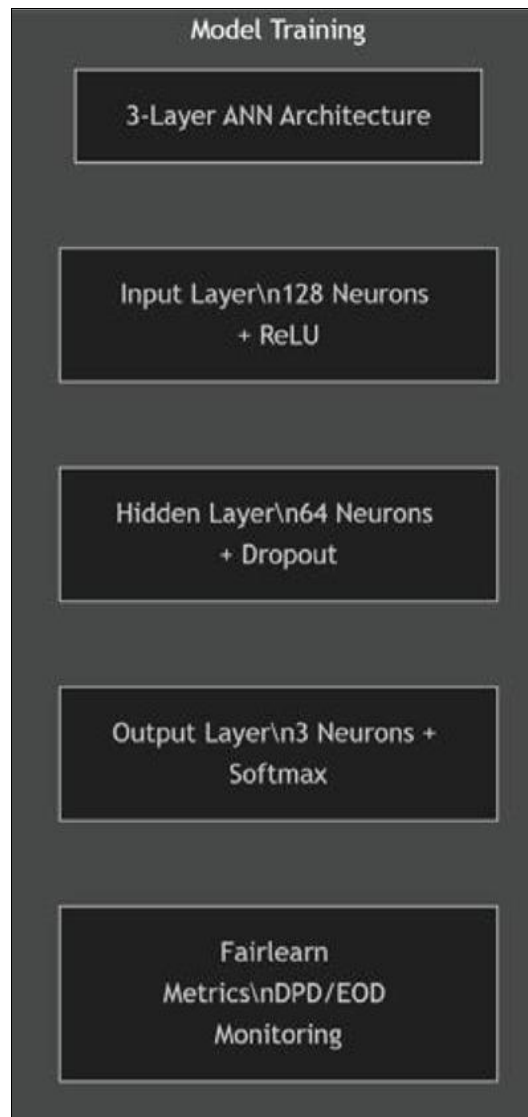 Model Training
3-Layer ANN Architecture
Input Layer\n128 Neurons
+ ReLU
Hidden Layer\n64 Neurons
+ Dropout
Output Layer\n3 Neurons +
Softmax
Fairlearn
Metrics\nDPD/EOD
Monitoring